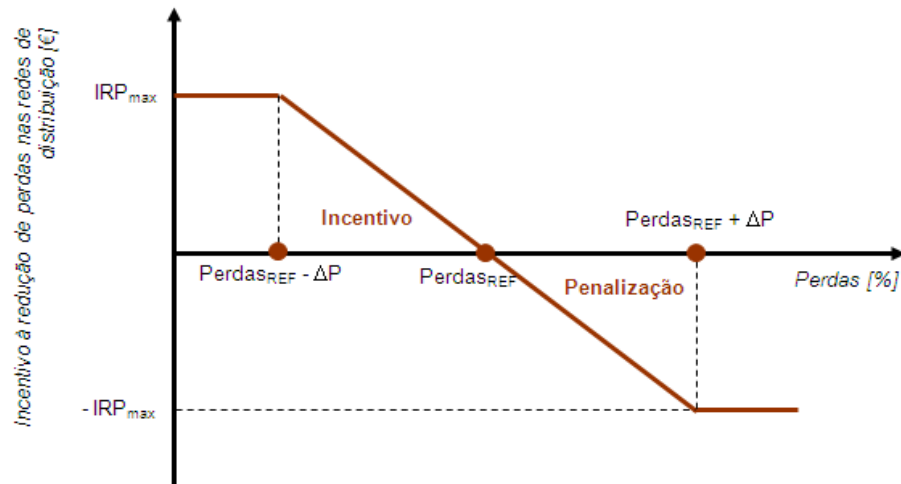 Incentivo à redução de perdas nas redes de
distribuição [€]
IRPmax
Incentivo
PerdasREF + ΔP
PerdasREF - ΔP
PerdasREF
Penalização
Perdas [%]
- IRPmax